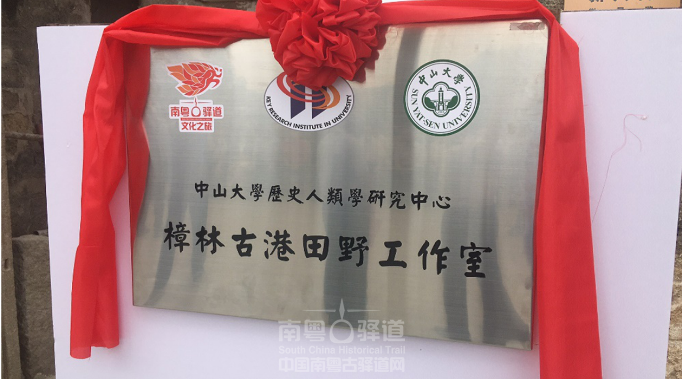 南粤古驿道
文化之旅
KEY RESEARCH INSTITUTE IN UNIVERSITY
中山大學
SUN YAT-SEN UNIVERSITY
中山大學歷史人類學研究中心
樟林古港田野工作室
南粤古驿道
South China Historical Trail
中国南粤古驿道网